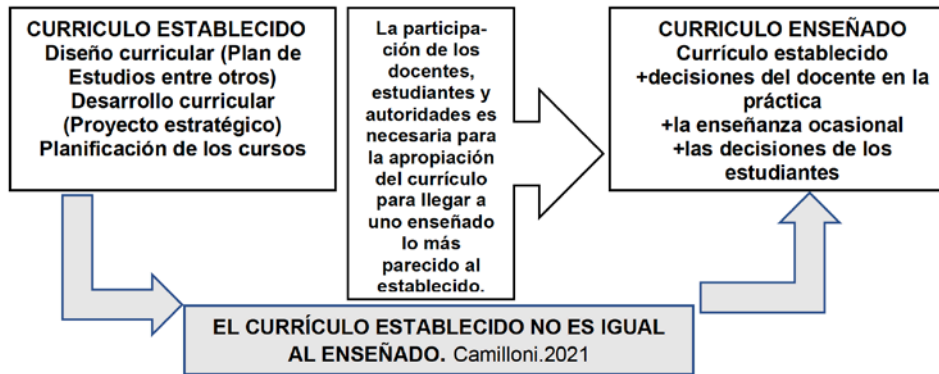 CURRICULO ESTABLECIDO
Diseño curricular (Plan de
Estudios entre otros)
Desarrollo curricular
(Proyecto estratégico)
Planificación de los cursos
La participa-
ción de los
docentes,
estudiantes y
autoridades es
necesaria para
la apropiación
del currículo
para llegar a
uno enseñado
lo más
parecido al
establecido.
CURRICULO ENSEÑADO
Currículo establecido
+decisiones del docente en la
práctica
+la enseñanza ocasional
+las decisiones de los
estudiantes
EL CURRÍCULO ESTABLECIDO NO ES IGUAL
AL ENSEÑADO. Camilloni.2021